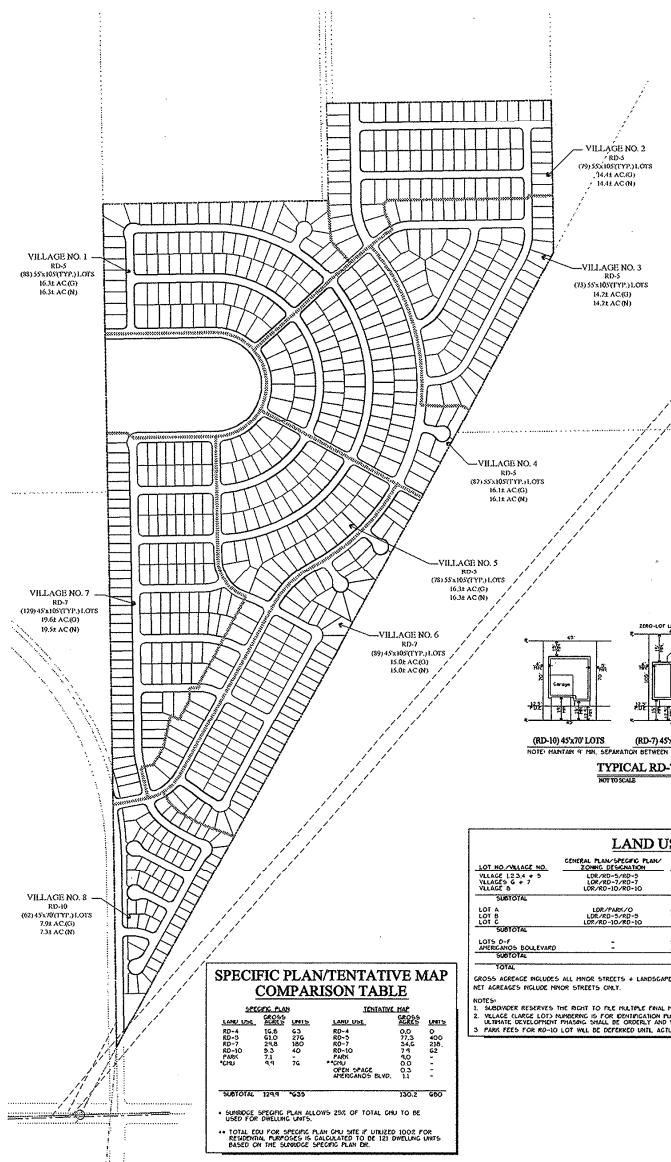 VILLAGE NO. 2
RD-5
(79) 55'x105'(TYP.) LOTS
14.4± AC.(G)
14.4± AC.(N)
VILLAGE NO. 1
RD-5
(88) 55'x105'(TYP.) LOTS
16.3± AC.(G)
16.3± AC.(N)
VILLAGE NO. 3
RD-5
(73) 55'x105'(TYP.) LOTS
14.2± AC.(G)
14.2± AC.(N)
VILLAGE NO. 4
RD-5
(82) 55'x105'(TYP.) LOTS
16.1± AC.(G)
16.1± AC.(N)
VILLAGE NO. 5
RD-5
(78) 55'x105'(TYP.) LOTS
16.3± AC.(G)
16.3± AC.(N)
VILLAGE NO. 7
RD-7
(129) 45'x105'(TYP.) LOTS
19.6± AC.(G)
19.5± AC.(N)
VILLAGE NO. 6
RD-7
(89) 45'x105'(TYP.) LOTS
15.0± AC.(G)
15.0± AC.(N)
ZERO-LOT L
45'
Garage
45'
(RD-10) 45'x70' LOTS
(RD-7) 45'x
NOTE: MAINTAIN 9' MIN. SEPARATION BETWEEN
TYPICAL RD-
NOT TO SCALE
VILLAGE NO. 8
RD-10
(62) 45'x70'(TYP.) LOTS
7.9± AC.(G)
7.3± AC.(N)
LAND US
LOT NO./VILLAGE NO. GENERAL PLAN/SPECIFIC PLAN/ ZONING DESIGNATION
VILLAGE 1,2,3,4 + 5 LDR/RD-5/RD-5
VILLAGES 6 + 7 LDR/RD-7/RD-7
VILLAGE 8 LDR/RD-10/RD-10
SUBTOTAL
LOT A LDR/PARK/O
LOT B LDR/RD-5/RD-5
LOT C LDR/RD-10/RD-10
SUBTOTAL
LOTS D-F -
AMERICANOS BOULEVARD -
SUBTOTAL
TOTAL
GROSS ACREAGE INCLUDES ALL MINOR STREETS + LANDSCAPE
NET ACREAGES INCLUDE MINOR STREETS ONLY.
NOTES:
1. SUBDIVIDER RESERVES THE RIGHT TO FILE MULTIPLE FINAL M
2. VILLAGE (LARGE LOT) NUMBERING IS FOR IDENTIFICATION PU
ULTIMATE DEVELOPMENT PHASING SHALL BE ORDERLY AND
3. PARK FEES FOR RD-10 LOT WILL BE DEFERRED UNTIL ACTU
SPECIFIC PLAN/TENTATIVE MAP
COMPARISON TABLE
SPECIFIC PLAN TENTATIVE MAP
LAND USE GROSS ACRES UNITS LAND USE GROSS ACRES UNITS
RD-4 16.8 63 RD-4 0.0 0
RD-5 61.0 276 RD-5 77.3 400
RD-7 29.8 180 RD-7 34.6 218
RD-10 5.3 40 RD-10 7.9 62
PARK 7.1 - PARK 9.0 -
*CMU 9.9 76 **CMU 0.0 -
OPEN SPACE 0.3 -
AMERICANOS BLVD. 1.1 -
SUBTOTAL 129.9 *635 130.2 680
* SUNRIDGE SPECIFIC PLAN ALLOWS 25% OF TOTAL CMU TO BE
USED FOR DWELLING UNITS.
** TOTAL EDU FOR SPECIFIC PLAN CMU SITE IF UTILIZED 100% FOR
RESIDENTIAL PURPOSES IS CALCULATED TO BE 121 DWELLING UNITS
BASED ON THE SUNRIDGE SPECIFIC PLAN EIR.